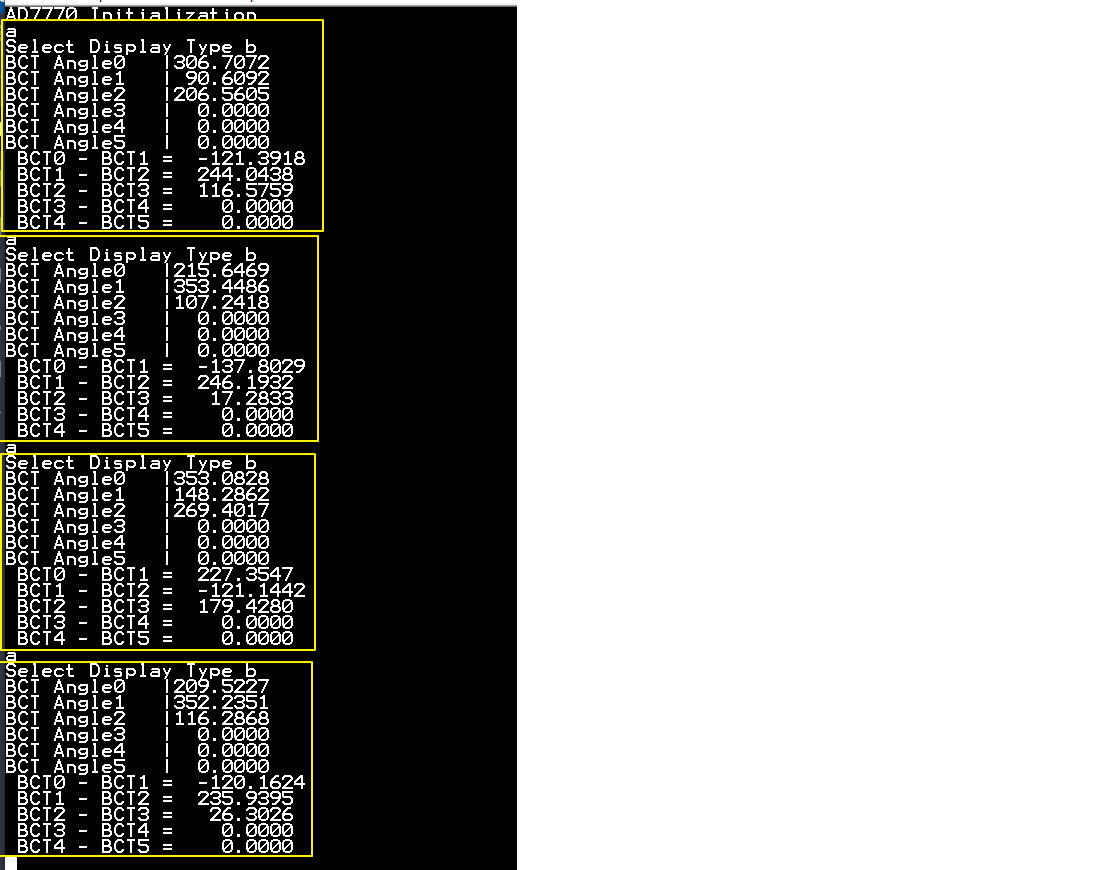 AD7770 Initialization
a
Select Display Type b
BCT Angle0   |306.7072
BCT Angle1   | 90.6092
BCT Angle2   |206.5605
BCT Angle3   |  0.0000
BCT Angle4   |  0.0000
BCT Angle5   |  0.0000
 BCT0 - BCT1 =  -121.3918
 BCT1 - BCT2 =  244.0438
 BCT2 - BCT3 =  116.5759
 BCT3 - BCT4 =    0.0000
 BCT4 - BCT5 =    0.0000
a
Select Display Type b
BCT Angle0   |215.6469
BCT Angle1   |353.4486
BCT Angle2   |107.2418
BCT Angle3   |  0.0000
BCT Angle4   |  0.0000
BCT Angle5   |  0.0000
 BCT0 - BCT1 =  -137.8029
 BCT1 - BCT2 =  246.1932
 BCT2 - BCT3 =   17.2833
 BCT3 - BCT4 =    0.0000
 BCT4 - BCT5 =    0.0000
a
Select Display Type b
BCT Angle0   |353.0828
BCT Angle1   |148.2862
BCT Angle2   |269.4017
BCT Angle3   |  0.0000
BCT Angle4   |  0.0000
BCT Angle5   |  0.0000
 BCT0 - BCT1 =  227.3547
 BCT1 - BCT2 =  -121.1442
 BCT2 - BCT3 =  179.4280
 BCT3 - BCT4 =    0.0000
 BCT4 - BCT5 =    0.0000
a
Select Display Type b
BCT Angle0   |209.5227
BCT Angle1   |352.2351
BCT Angle2   |116.2868
BCT Angle3   |  0.0000
BCT Angle4   |  0.0000
BCT Angle5   |  0.0000
 BCT0 - BCT1 =  -120.1624
 BCT1 - BCT2 =  235.9395
 BCT2 - BCT3 =   26.3026
 BCT3 - BCT4 =    0.0000
 BCT4 - BCT5 =    0.0000